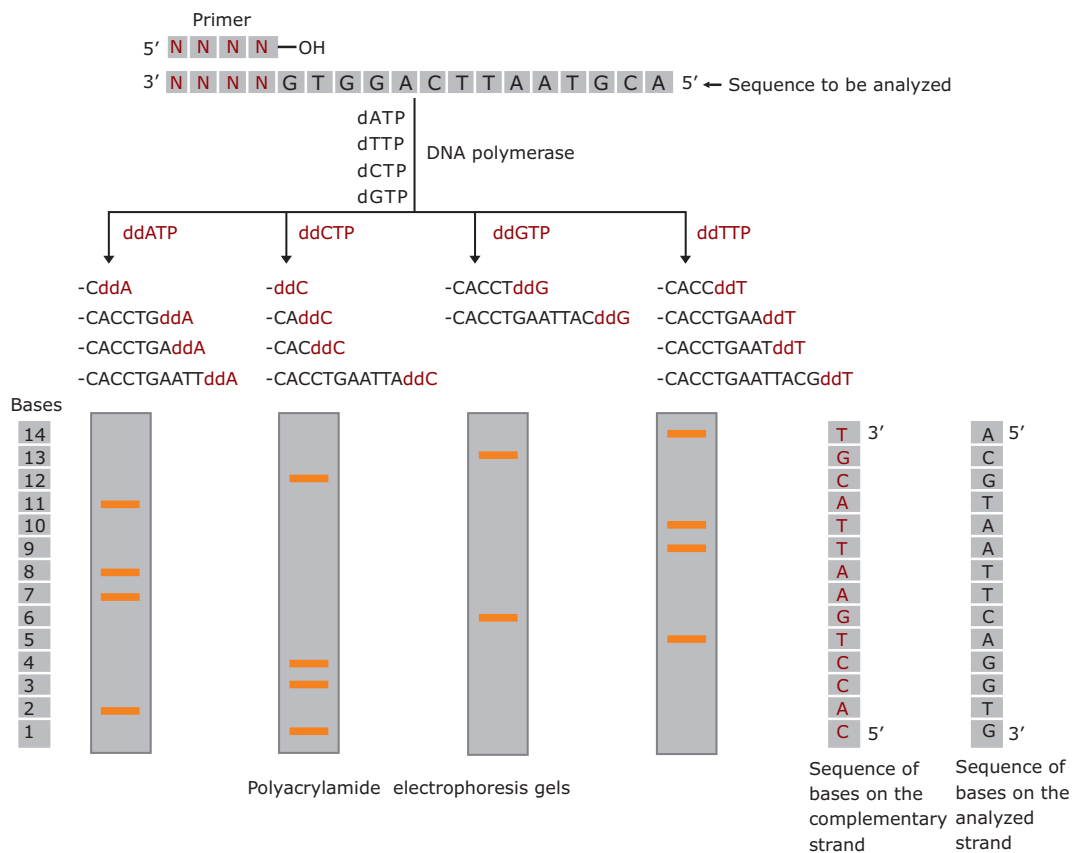 Primer
5′ N N N N OH
3′ N N N N G T G G A C T T A A T G C A 5′ Sequence to be analyzed
dATP
dTTP
dCTP
dGTP
DNA polymerase
ddATP ddCTP ddGTP ddTTP
-CddA
-CACCTGddA
-CACCTGAddA
-CACCTGAATTddA
-ddC
-CAddC
-CACddC
-CACCTGAATTAddC
-CACCTddG
-CACCTGAATTACddG
-CACCddT
-CACCTGAAddT
-CACCTGAATddT
-CACCTGAATTACGddT
Bases
14 T 3′ A 5′
13 G C
12 C G
11 A T
10 T A
9 T A
8 A T
7 A T
6 G C
5 T A
4 C G
3 C G
2 A T
1 C 5′ G 3′
Polyacrylamide electrophoresis gels
Sequence of
bases on the
complementary
strand
Sequence of
bases on the
analyzed
strand